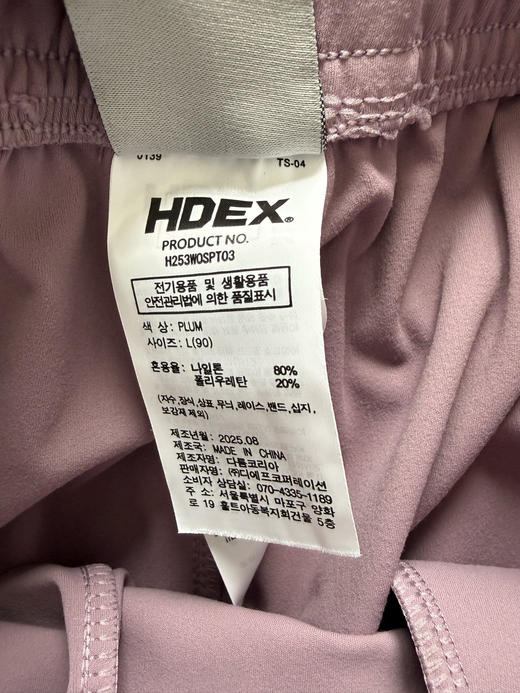 0139 TS-04
HDEX®
PRODUCT NO.
H253WOSPT03
전기용품 및 생활용품
안전관리법에 의한 품질표시
색 상: PLUM
사이즈: L(90)
혼용율: 나일론 80%
폴리우레탄 20%
(자수,장식,상표,무늬,레이스,밴드,심지,
보강재 제외)
제조년월: 2025.08
제조국: MADE IN CHINA
제조자명: 다룸코리아
판매자명: ㈜디에프코퍼레이션
소비자 상담실: 070-4335-1189
주 소: 서울특별시 마포구 양화
로 19 홀트아동복지회건물 5층